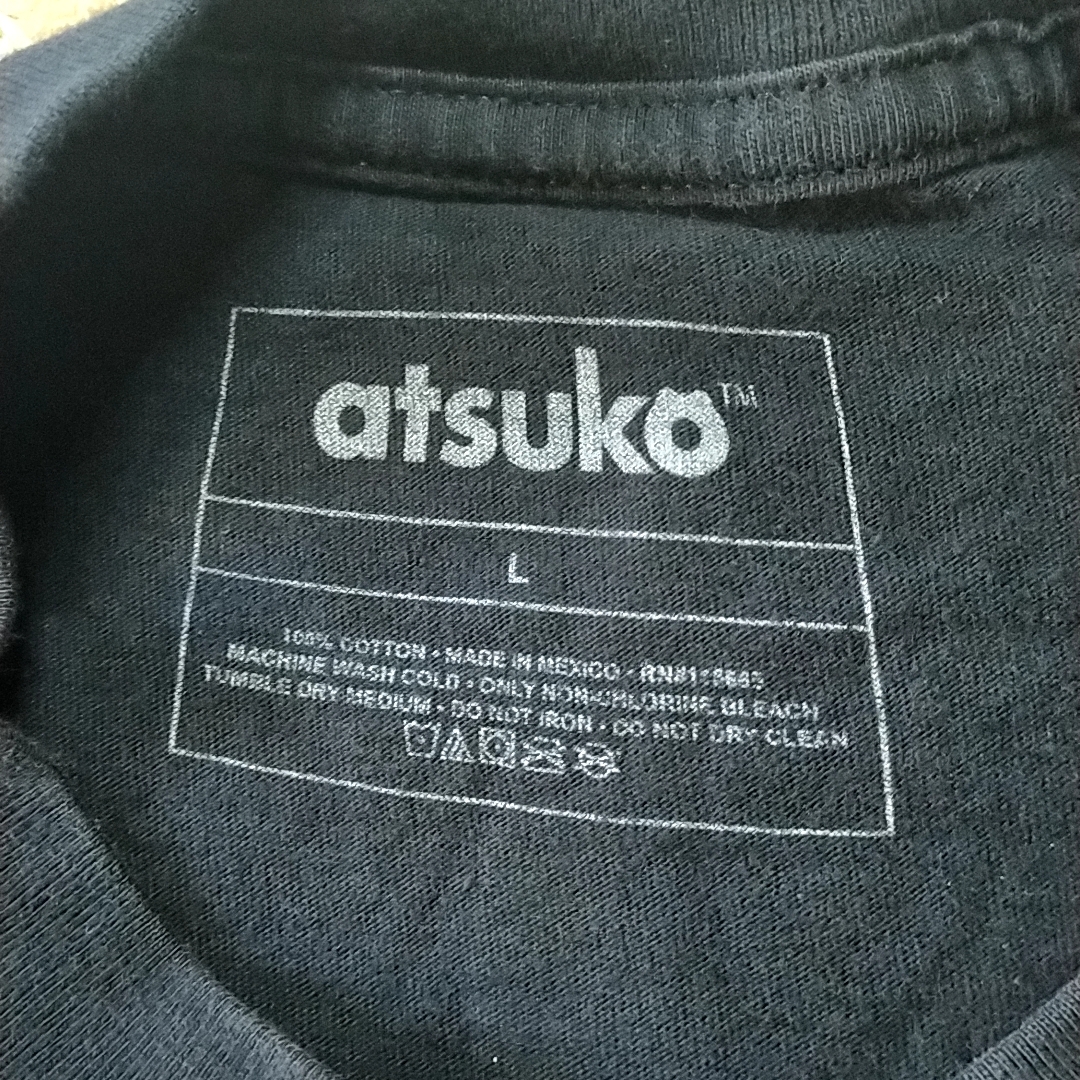 atsuko™
L
100% COTTON • MADE IN MEXICO •
MACHINE WASH COLD • ONLY NON-CHLORINE BLEACH
TUMBLE DRY MEDIUM • DO NOT IRON • DO NOT DRY CLEAN